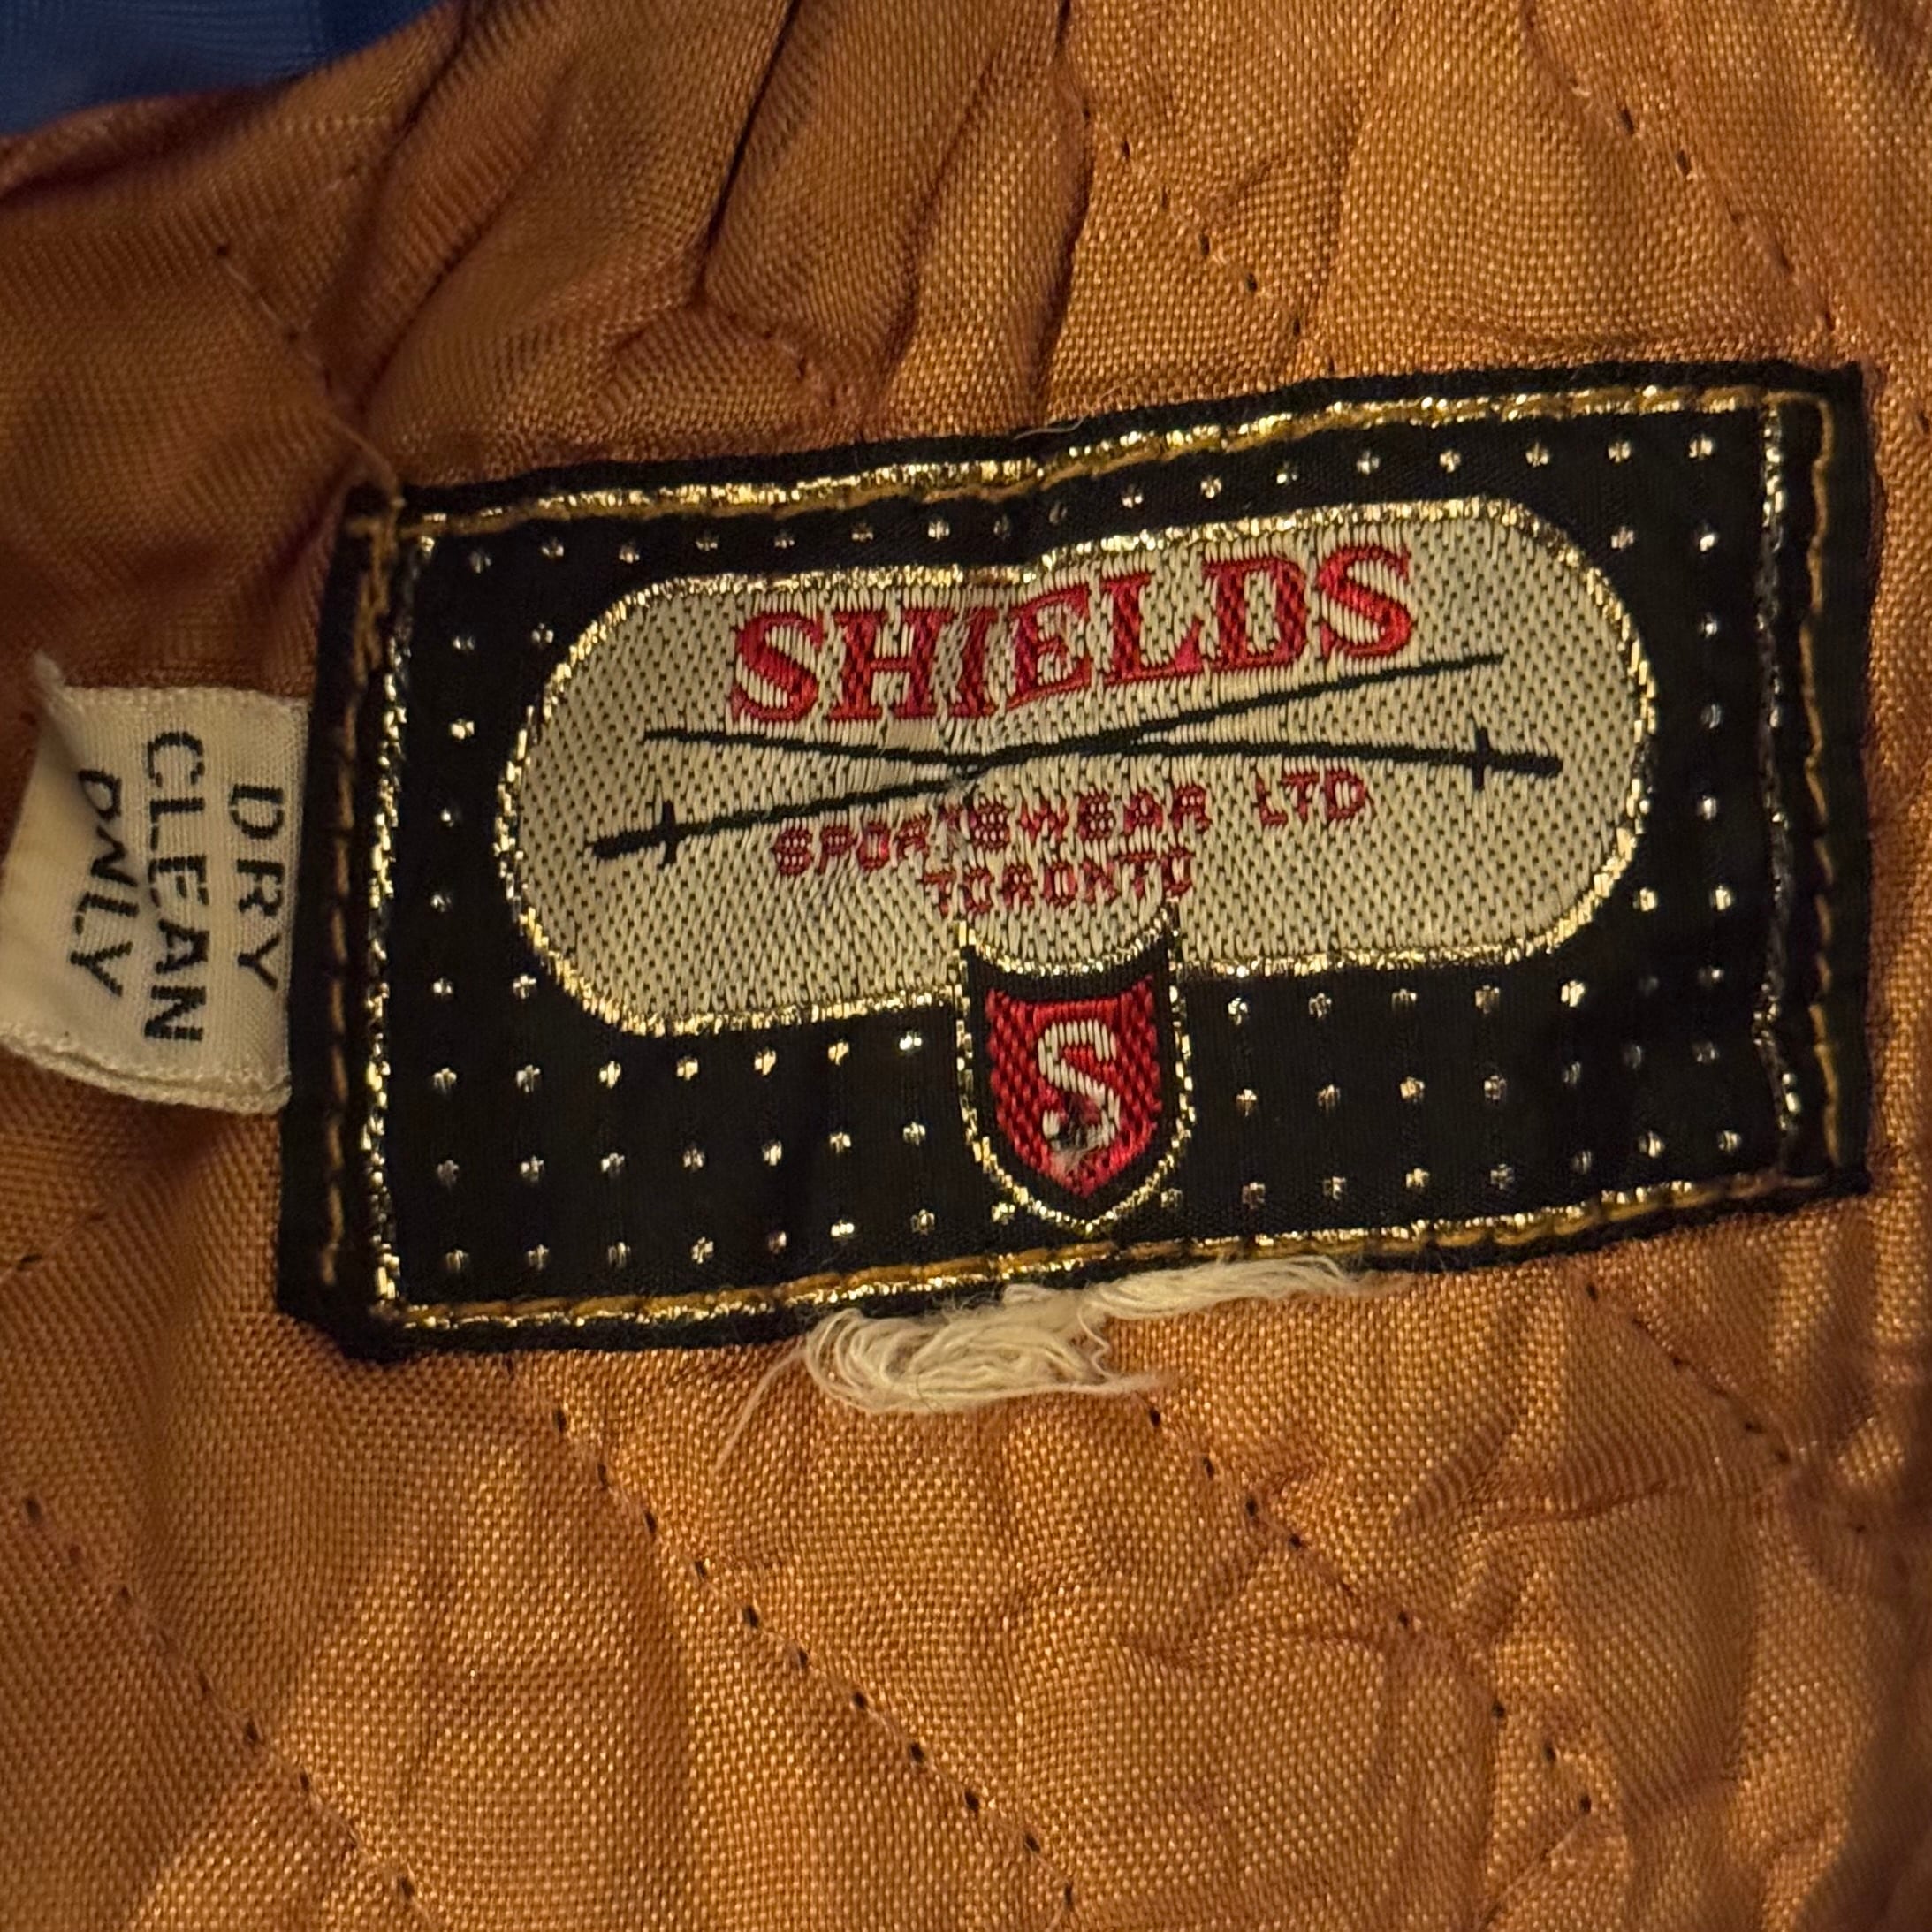 SHIELDS
SPORTSWEAR LTD
TORONTO
S
DRY
CLEAN
ONLY